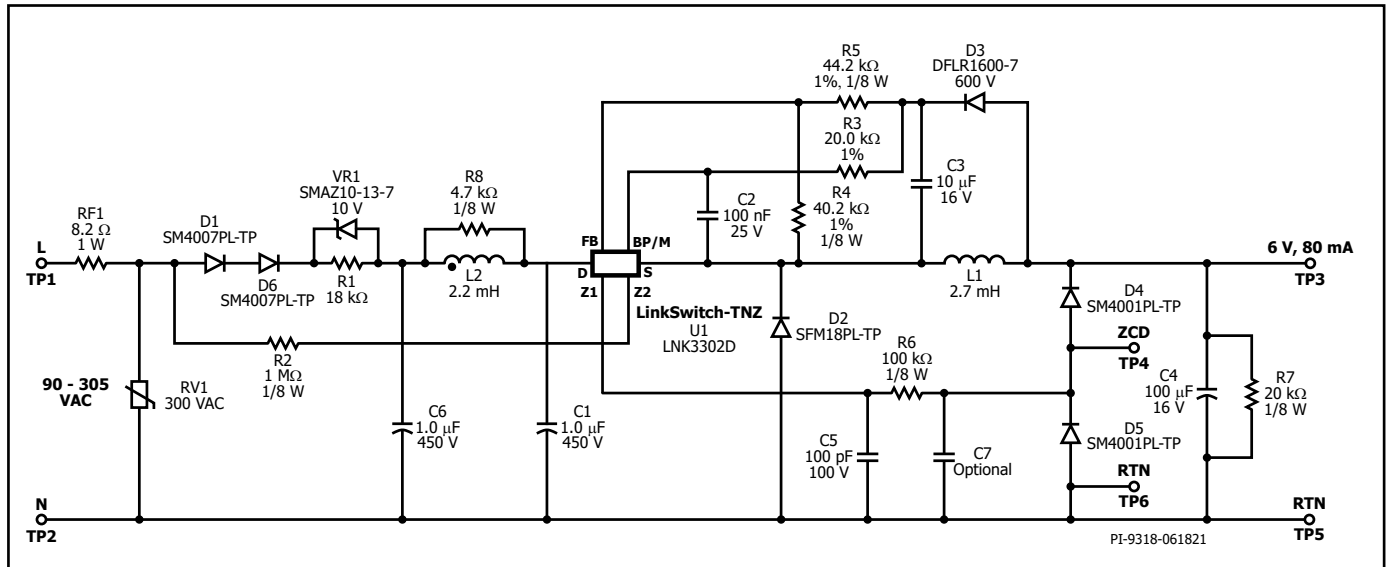 R5
44.2 kΩ
1%, 1/8 W
D3
DFLR1600-7
600 V
R3
20.0 kΩ
1%
VR1
SMAZ10-13-7
10 V
R8
4.7 kΩ
1/8 W
C2
100 nF
25 V
R4
40.2 kΩ
1%
1/8 W
C3
10 µF
16 V
RF1
8.2 Ω
1 W
D1
SM4007PL-TP
L
TP1
D6
SM4007PL-TP
R1
18 kΩ
L2
2.2 mH
FB
BP/M
D
S
Z1
Z2
LinkSwitch-TNZ
U1
LNK3302D
L1
2.7 mH
6 V, 80 mA
TP3
D2
SFM18PL-TP
D4
SM4001PL-TP
ZCD
TP4
R2
1 MΩ
1/8 W
R6
100 kΩ
1/8 W
90 - 305
VAC
RV1
300 VAC
C4
100 µF
16 V
R7
20 kΩ
1/8 W
C6
1.0 µF
450 V
C1
1.0 µF
450 V
C5
100 pF
100 V
C7
Optional
D5
SM4001PL-TP
RTN
TP6
N
TP2
RTN
TP5
PI-9318-061821